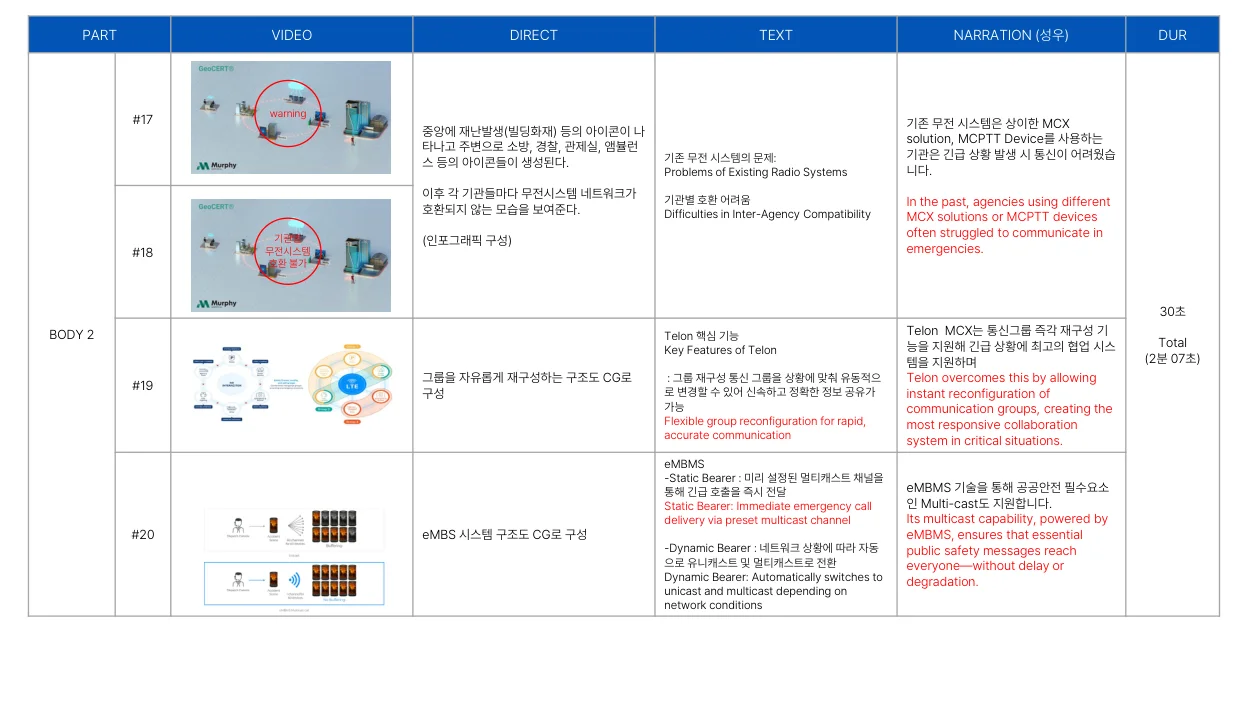 PART
VIDEO
DIRECT
TEXT
NARRATION (성우)
DUR
BODY 2
#17
GeoCERT®
warning
Murphy
중앙에 재난발생(빌딩화재) 등의 아이콘이 나
타나고 주변으로 소방, 경찰, 관제실, 앰뷸런
스 등의 아이콘들이 생성된다.
이후 각 기관들마다 무전시스템 네트워크가
호환되지 않는 모습을 보여준다.
(인포그래픽 구성)
기존 무전 시스템의 문제:
Problems of Existing Radio Systems
기관별 호환 어려움
Difficulties in Inter-Agency Compatibility
기존 무전 시스템은 상이한 MCX
solution, MCPTT Device를 사용하는
기관은 긴급 상황 발생 시 통신이 어려웠습
니다.
In the past, agencies using different
MCX solutions or MCPTT devices
often struggled to communicate in
emergencies.
30초
Total
(2분 07초)
#18
GeoCERT®
무전시스템
호환 불가
Murphy
#19
LTE
그룹을 자유롭게 재구성하는 구조도 CG로
구성
Telon 핵심 기능
Key Features of Telon
: 그룹 재구성 통신 그룹을 상황에 맞춰 유동적으
로 변경할 수 있어 신속하고 정확한 정보 공유가
가능
Flexible group reconfiguration for rapid,
accurate communication
Telon MCX는 통신그룹 즉각 재구성 기
능을 지원해 긴급 상황에 최고의 협업 시스
템을 지원하며
Telon overcomes this by allowing
instant reconfiguration of
communication groups, creating the
most responsive collaboration
system in critical situations.
#20
eMBS 시스템 구조도 CG로 구성
eMBMS
-Static Bearer : 미리 설정된 멀티캐스트 채널을
통해 긴급 호출을 즉시 전달
Static Bearer: Immediate emergency call
delivery via preset multicast channel
-Dynamic Bearer : 네트워크 상황에 따라 자동
으로 유니캐스트 및 멀티캐스트로 전환
Dynamic Bearer: Automatically switches to
unicast and multicast depending on
network conditions
eMBMS 기술을 통해 공공안전 필수요소
인 Multi-cast도 지원합니다.
Its multicast capability, powered by
eMBMS, ensures that essential
public safety messages reach
everyone—without delay or
degradation.